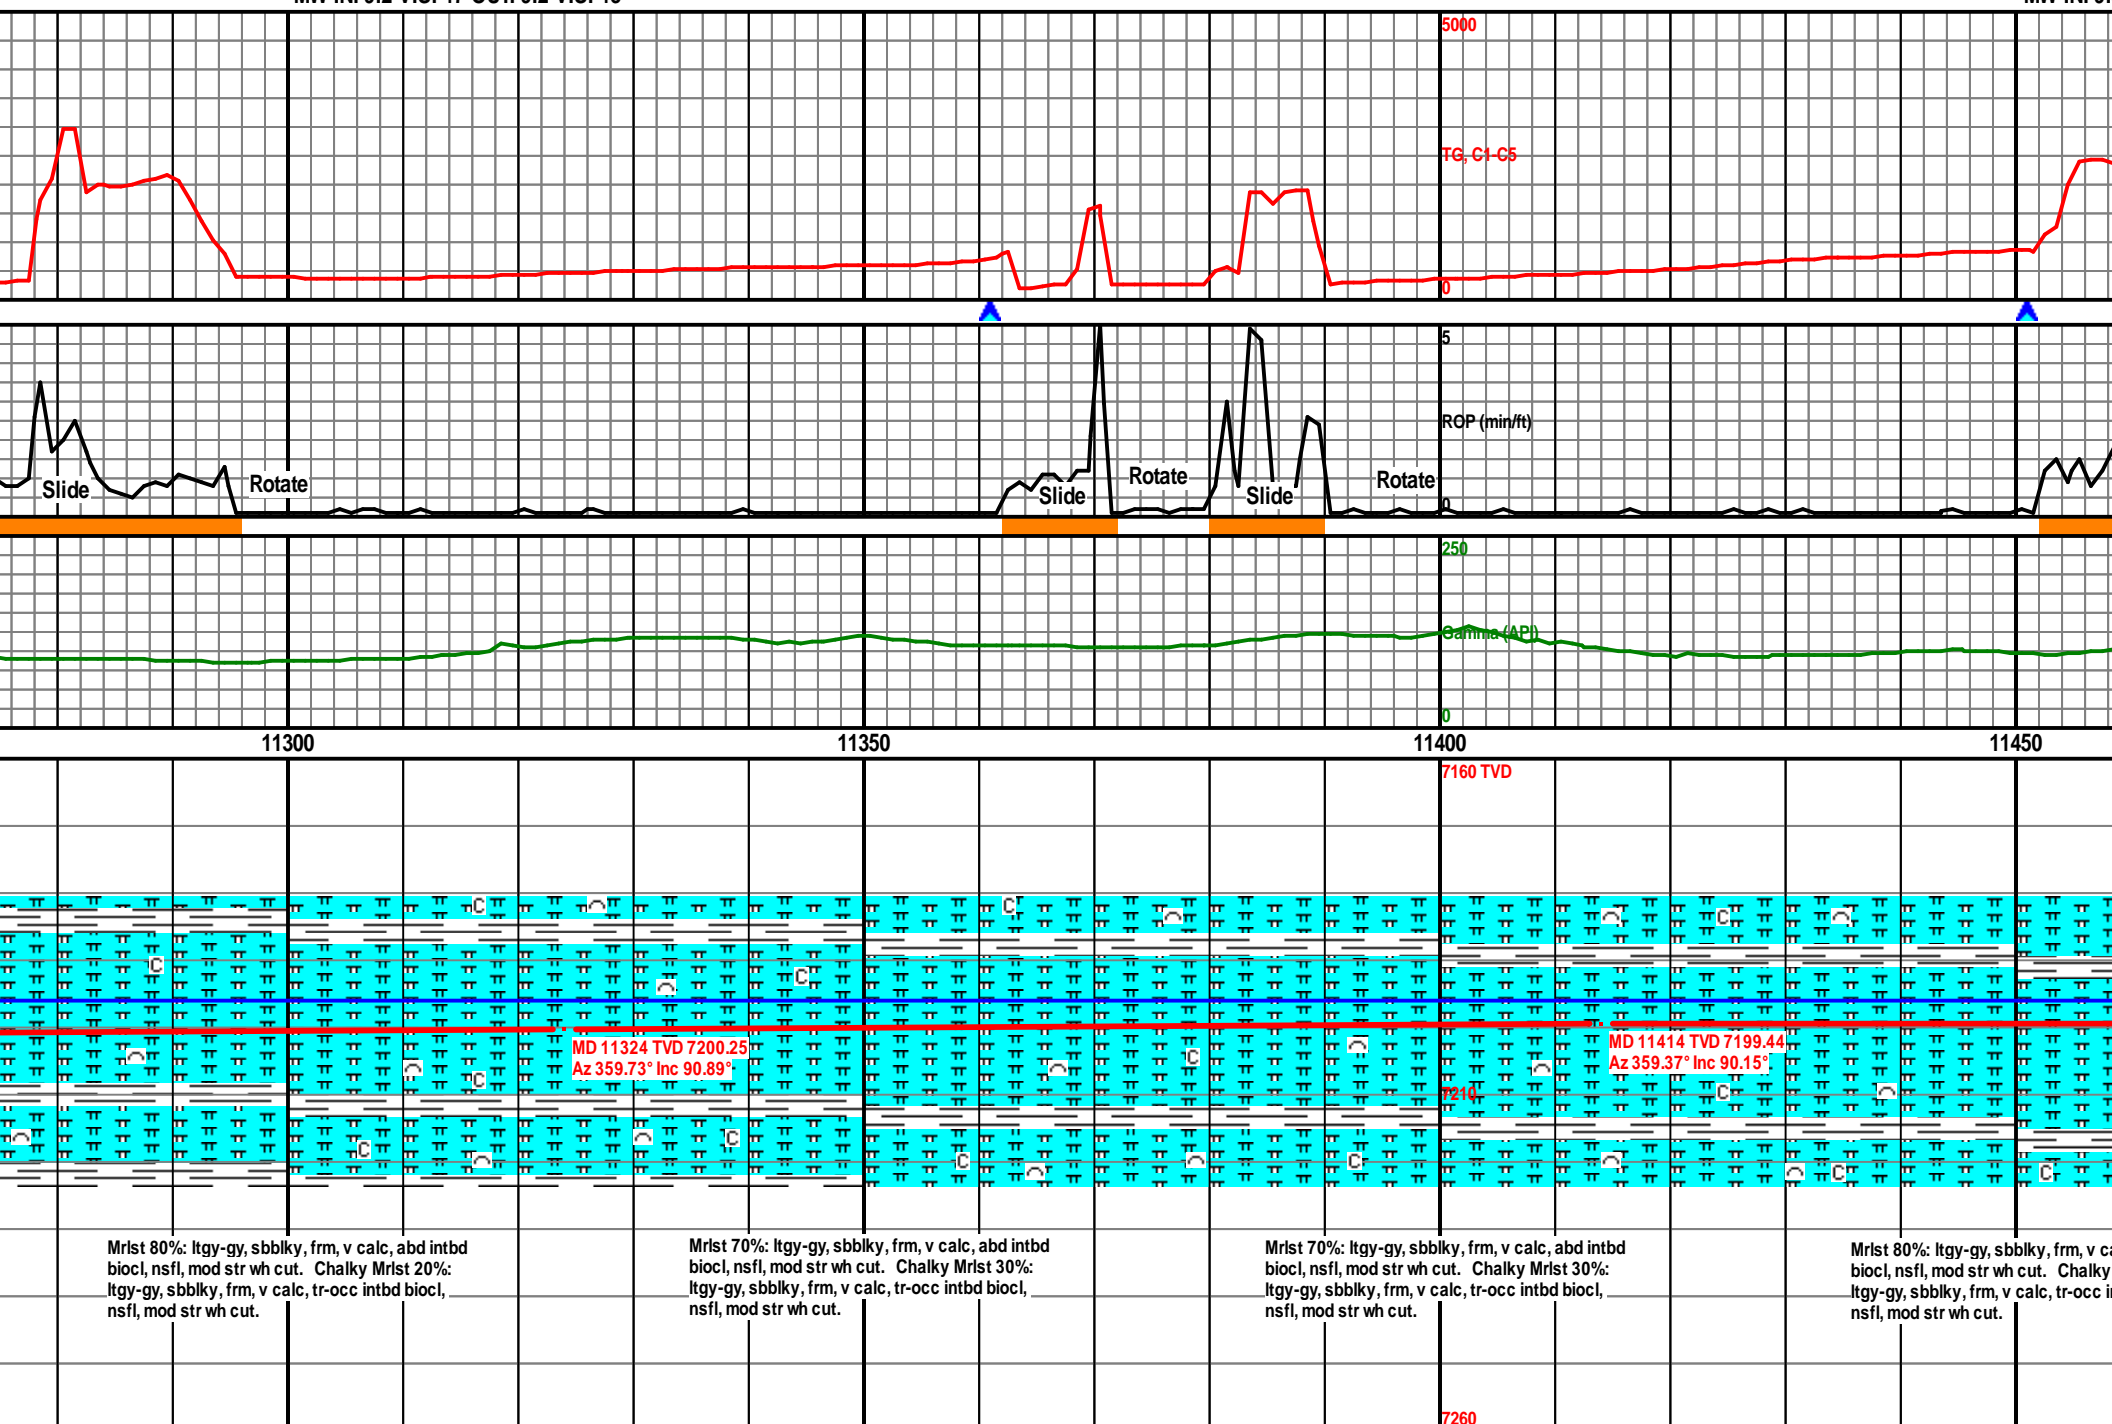 5000
TG, C1-C5
0
5
ROP (min/ft)
Slide
Rotate
Slide
Rotate
Slide
Rotate
0
250
Gamma (API)
0
11300
11350
11400
11450
7160 TVD
C
C
C
C
C
C
C
MD 11324 TVD 7200.25
Az 359.73° Inc 90.89°
MD 11414 TVD 7199.44
Az 359.37° Inc 90.15°
C
C
7210
C
C
C
C
C
C
C
Mrlst 80%: ltgy-gy, sbblky, frm, v calc, abd intbd
biocl, nsfl, mod str wh cut. Chalky Mrlst 20%:
ltgy-gy, sbblky, frm, v calc, tr-occ intbd biocl,
nsfl, mod str wh cut.
Mrlst 70%: ltgy-gy, sbblky, frm, v calc, abd intbd
biocl, nsfl, mod str wh cut. Chalky Mrlst 30%:
ltgy-gy, sbblky, frm, v calc, tr-occ intbd biocl,
nsfl, mod str wh cut.
Mrlst 70%: ltgy-gy, sbblky, frm, v calc, abd intbd
biocl, nsfl, mod str wh cut. Chalky Mrlst 30%:
ltgy-gy, sbblky, frm, v calc, tr-occ intbd biocl,
nsfl, mod str wh cut.
Mrlst 80%: ltgy-gy, sbblky, frm, v
biocl, nsfl, mod str wh cut. Chalky
ltgy-gy, sbblky, frm, v calc, tr-occ
nsfl, mod str wh cut.
7260